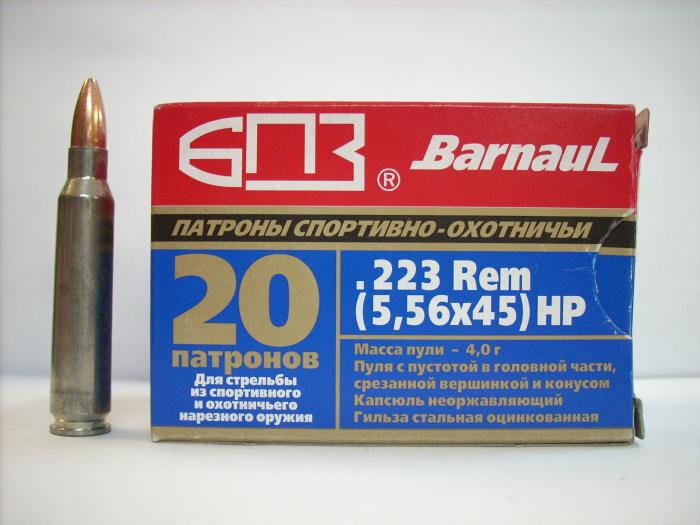 БПЗ ® Barnaul
ПАТРОНЫ СПОРТИВНО-ОХОТНИЧЬИ
20
патронов
Для стрельбы
из спортивного
и охотничьего
нарезного оружия
.223 Rem
(5,56x45) HP
Масса пули – 4,0 г
Пуля с пустотой в головной части,
срезанной вершинкой и конусом
Капсюль неоржавляющий
Гильза стальная оцинкованная